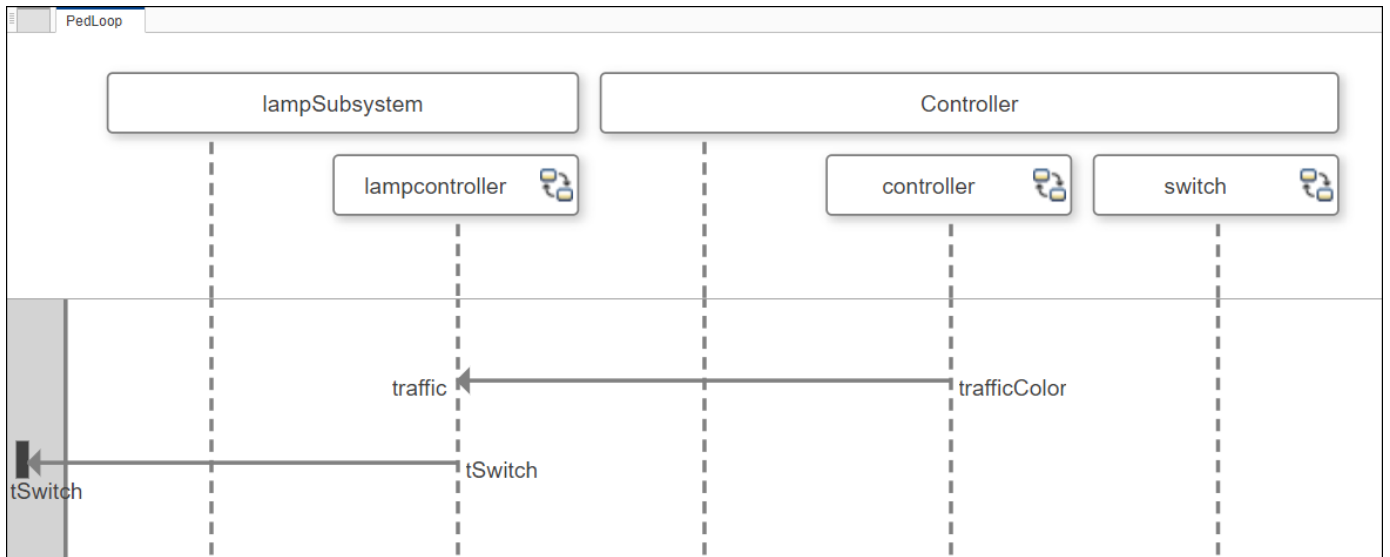 PedLoop
lampSubsystem
Controller
lampcontroller
controller
switch
traffic
trafficColor
tSwitch
tSwitch